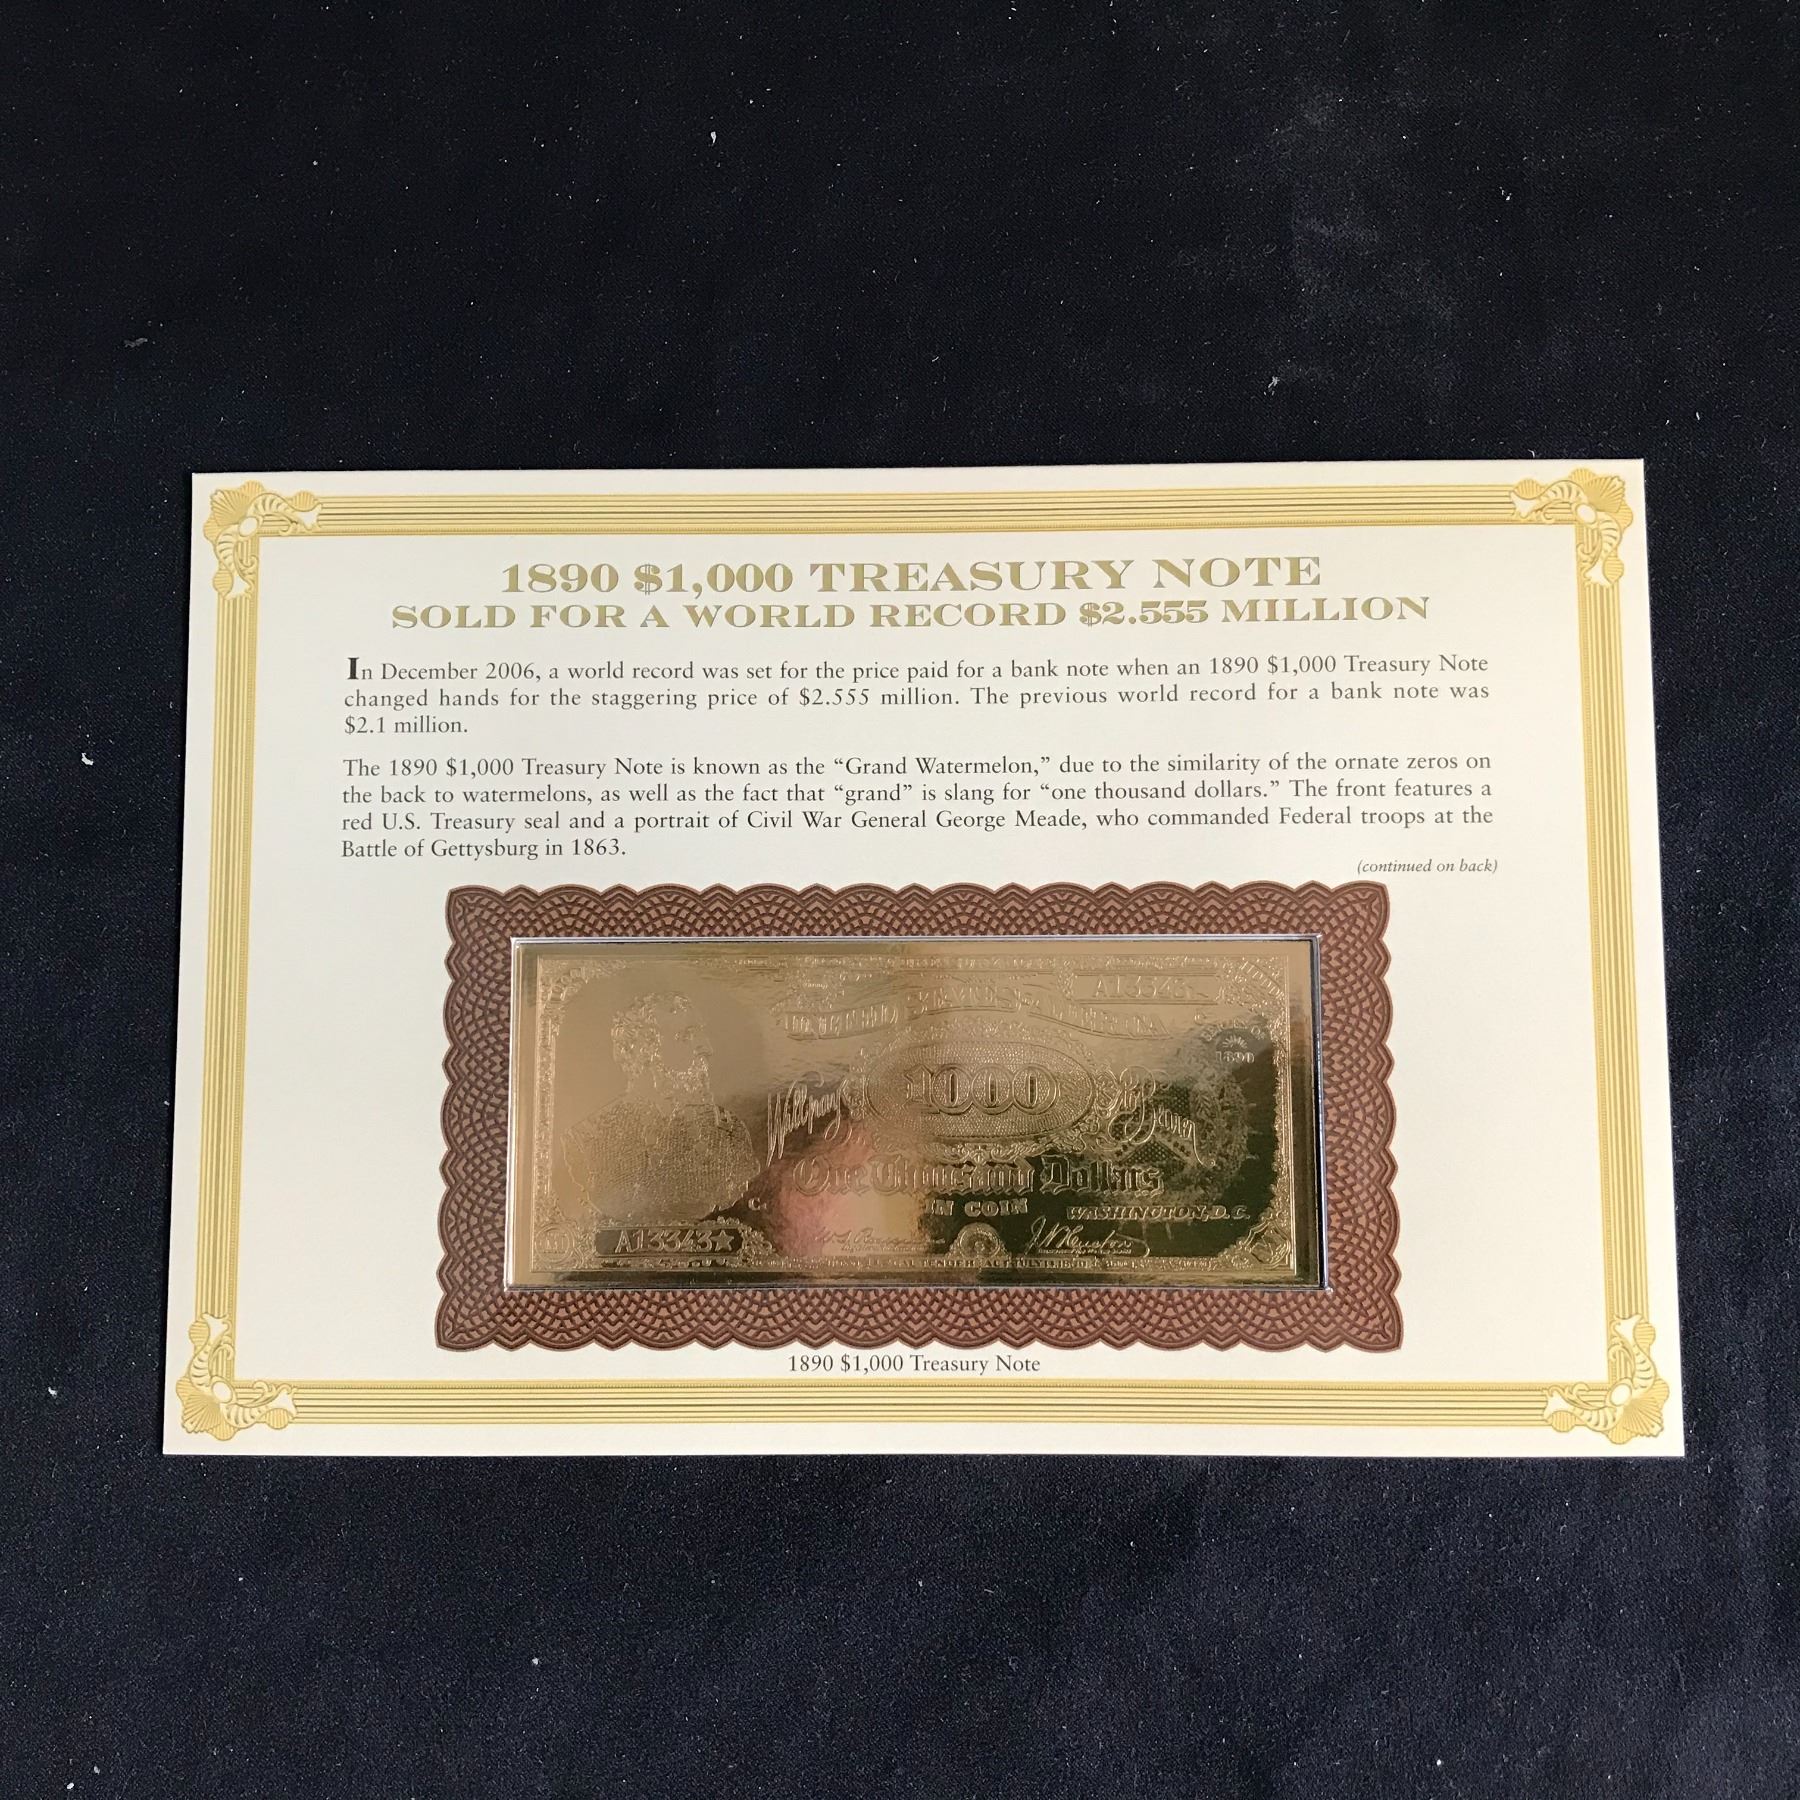 1890 $1,000 TREASURY NOTE
SOLD FOR A WORLD RECORD $2.555 MILLION
In December 2006, a world record was set for the price paid for a bank note when an 1890 $1,000 Treasury Note
changed hands for the staggering price of $2.555 million. The previous world record for a bank note was
$2.1 million.
The 1890 $1,000 Treasury Note is known as the “Grand Watermelon,” due to the similarity of the ornate zeros on
the back to watermelons, as well as the fact that “grand” is slang for “one thousand dollars.” The front features a
red U.S. Treasury seal and a portrait of Civil War General George Meade, who commanded Federal troops at the
Battle of Gettysburg in 1863.
(continued on back)
A13343
UNITED STATES
1890
Will pay
1000
Bearer
One Thousand Dollars
IN COIN WASHINGTON, D.C.
A13343★
1890 $1,000 Treasury Note